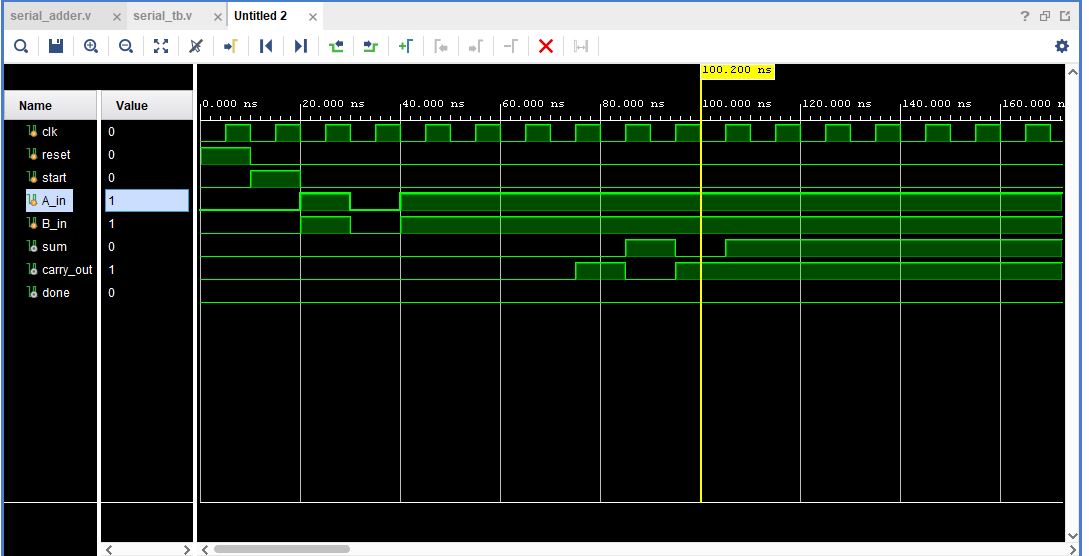 serial_adder.v × serial_tb.v × Untitled 2 ×
?
100.200 ns
Name Value
0.000 ns 20.000 ns 40.000 ns 60.000 ns 80.000 ns 100.000 ns 120.000 ns 140.000 ns 160.000
clk 0
reset 0
start 0
A_in 1
B_in 1
sum 0
carry_out 1
done 0